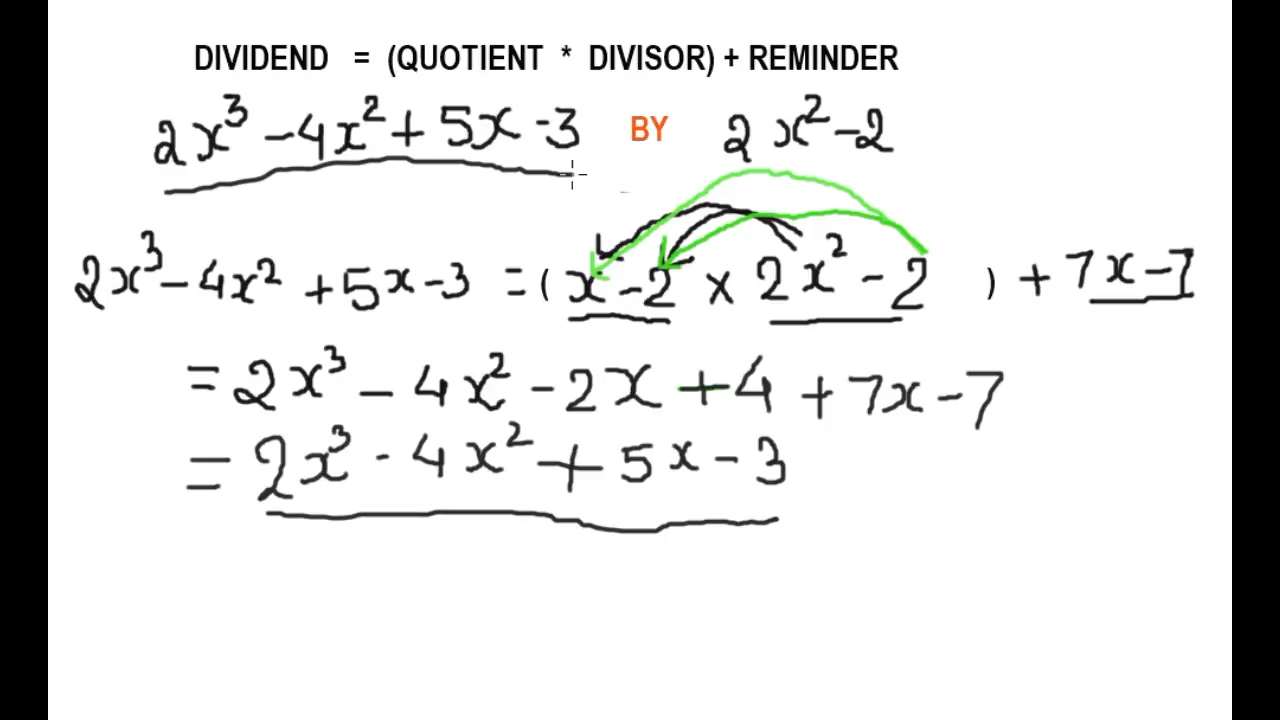 DIVIDEND = (QUOTIENT * DIVISOR) + REMINDER
2x³ - 4x² + 5x - 3 BY 2x² - 2
2x³ - 4x² + 5x - 3 = ( x - 2 × 2x² - 2 ) + 7x - 7
= 2x³ - 4x² - 2x + 4 + 7x - 7
= 2x³ - 4x² + 5x - 3